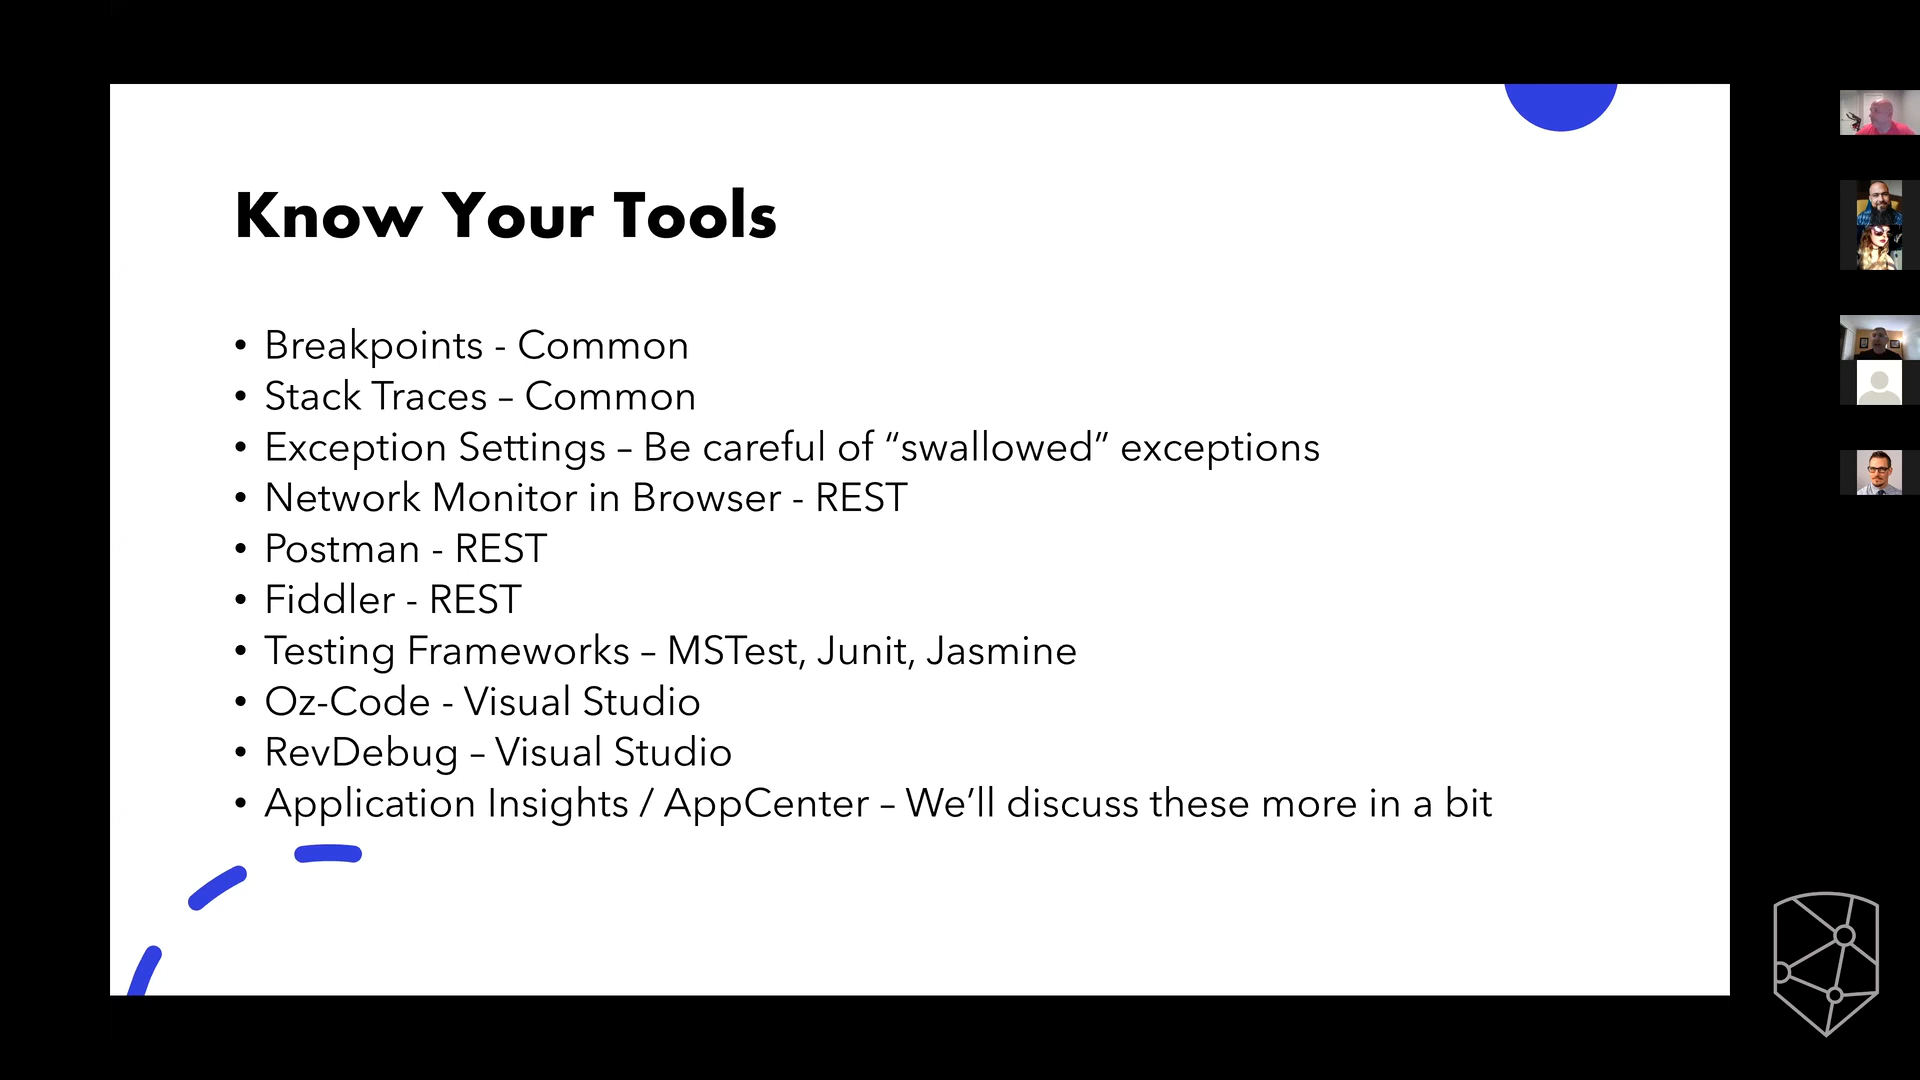 Know Your Tools
• Breakpoints - Common
• Stack Traces – Common
• Exception Settings – Be careful of “swallowed” exceptions
• Network Monitor in Browser - REST
• Postman - REST
• Fiddler - REST
• Testing Frameworks – MSTest, Junit, Jasmine
• Oz-Code - Visual Studio
• RevDebug – Visual Studio
• Application Insights / AppCenter – We’ll discuss these more in a bit